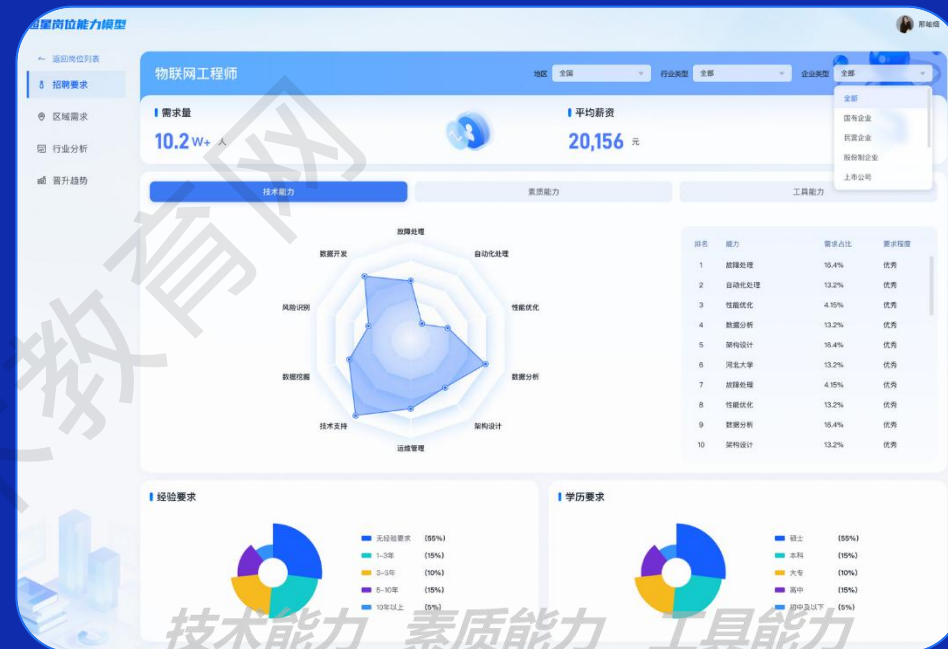 超星岗位能力模型
← 返回岗位列表
招聘要求
区域需求
行业分析
晋升趋势
物联网工程师
地区 全国 行业类型 全部 企业类型 全部
全部
国有企业
民营企业
股份制企业
上市公司
需求量
10.2 W+ 人
平均薪资
20,156 元
技术能力 素质能力 工具能力
故障处理
自动化处理
性能优化
数据分析
架构设计
运维管理
技术支持
数据挖掘
风险识别
数据开发
排名 能力 需求占比 要求程度
1 故障处理 16.4% 优秀
2 自动化处理 13.2% 优秀
3 性能优化 4.15% 优秀
4 数据分析 13.2% 优秀
5 架构设计 16.4% 优秀
6 河北大学 13.2% 优秀
7 故障处理 4.15% 优秀
8 性能优化 13.2% 优秀
9 数据分析 16.4% 优秀
10 架构设计 13.2% 优秀
经验要求
无经验要求 (55%)
1-3年 (15%)
3-5年 (10%)
5-10年 (15%)
10年以上 (5%)
学历要求
硕士 (55%)
本科 (15%)
大专 (10%)
高中 (15%)
初中及以下 (5%)
技术能力 素质能力 工具能力
教育网